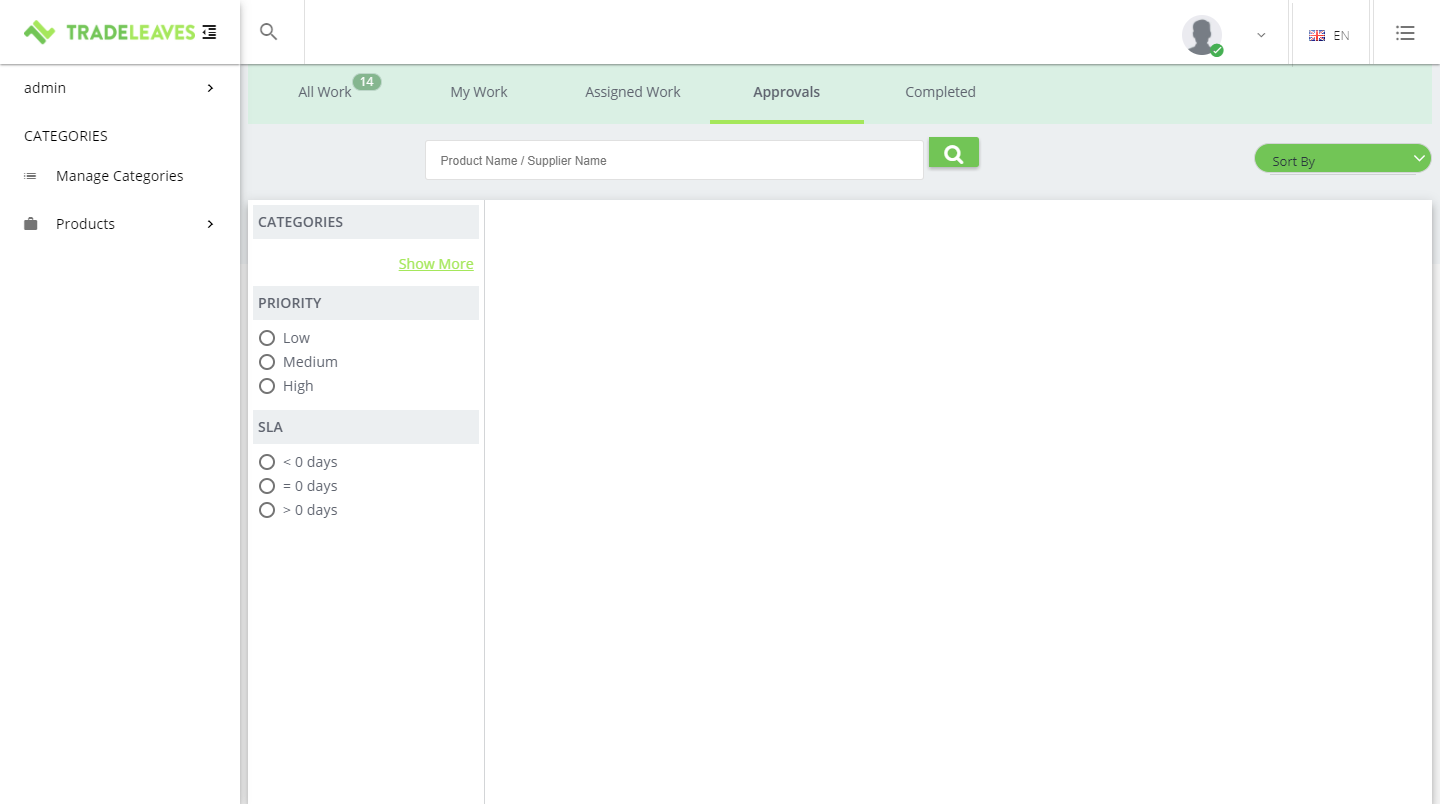 TRADELEAVES
EN
admin
CATEGORIES
Manage Categories
Products
All Work 14
My Work
Assigned Work
Approvals
Completed
Product Name / Supplier Name
Sort By
CATEGORIES
Show More
PRIORITY
Low
Medium
High
SLA
< 0 days
= 0 days
> 0 days